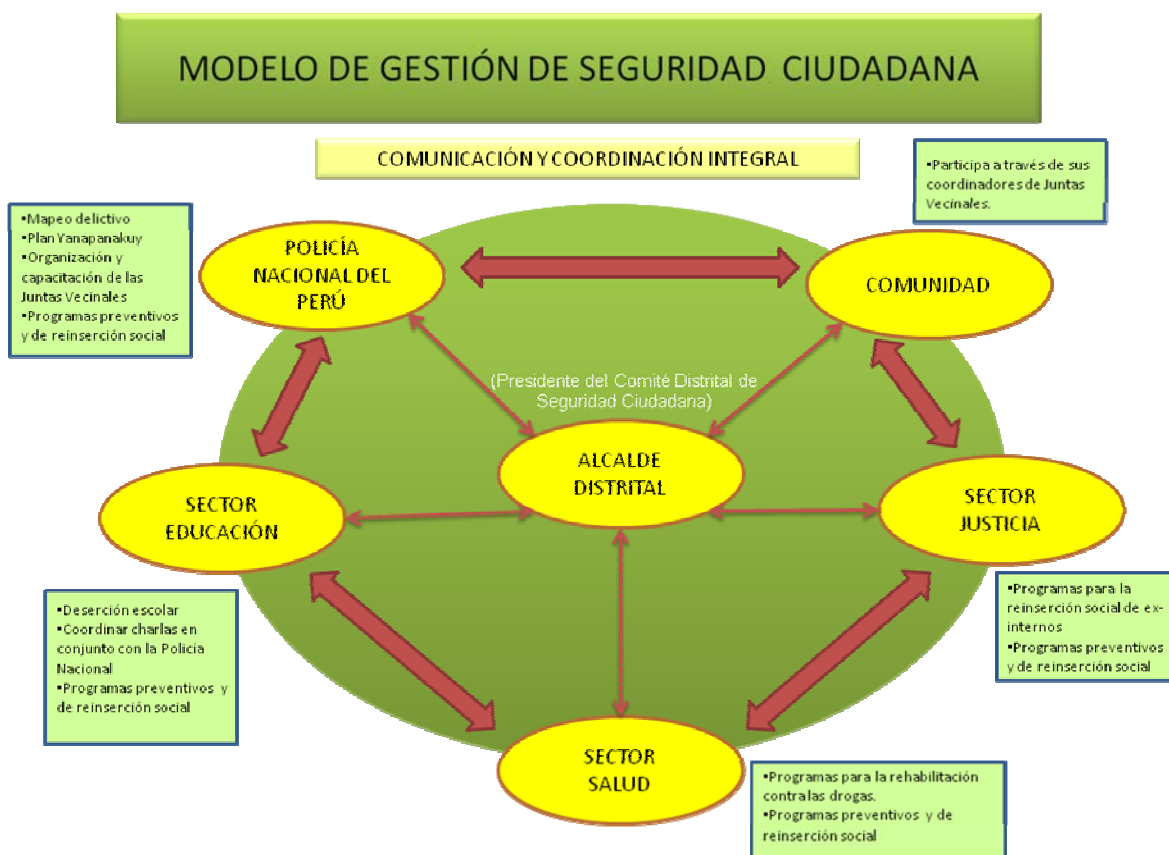 MODELO DE GESTIÓN DE SEGURIDAD CIUDADANA
COMUNICACIÓN Y COORDINACIÓN INTEGRAL
•Participa a través de sus
coordinadores de Juntas
Vecinales.
•Mapeo delictivo
•Plan Yanapanakuy
•Organización y
capacitación de las
Juntas Vecinales
•Programas preventivos
y de reinserción social
POLICÍA
NACIONAL DEL
PERÚ
COMUNIDAD
(Presidente del Comité Distrital de
Seguridad Ciudadana)
ALCALDE
DISTRITAL
SECTOR
EDUCACIÓN
SECTOR
JUSTICIA
•Deserción escolar
•Coordinar charlas en
conjunto con la Policía
Nacional
•Programas preventivos y
de reinserción social
•Programas para la
reinserción social de ex-
internos
•Programas preventivos
y de reinserción social
SECTOR
SALUD
•Programas para la rehabilitación
contra las drogas.
•Programas preventivos y de
reinserción social